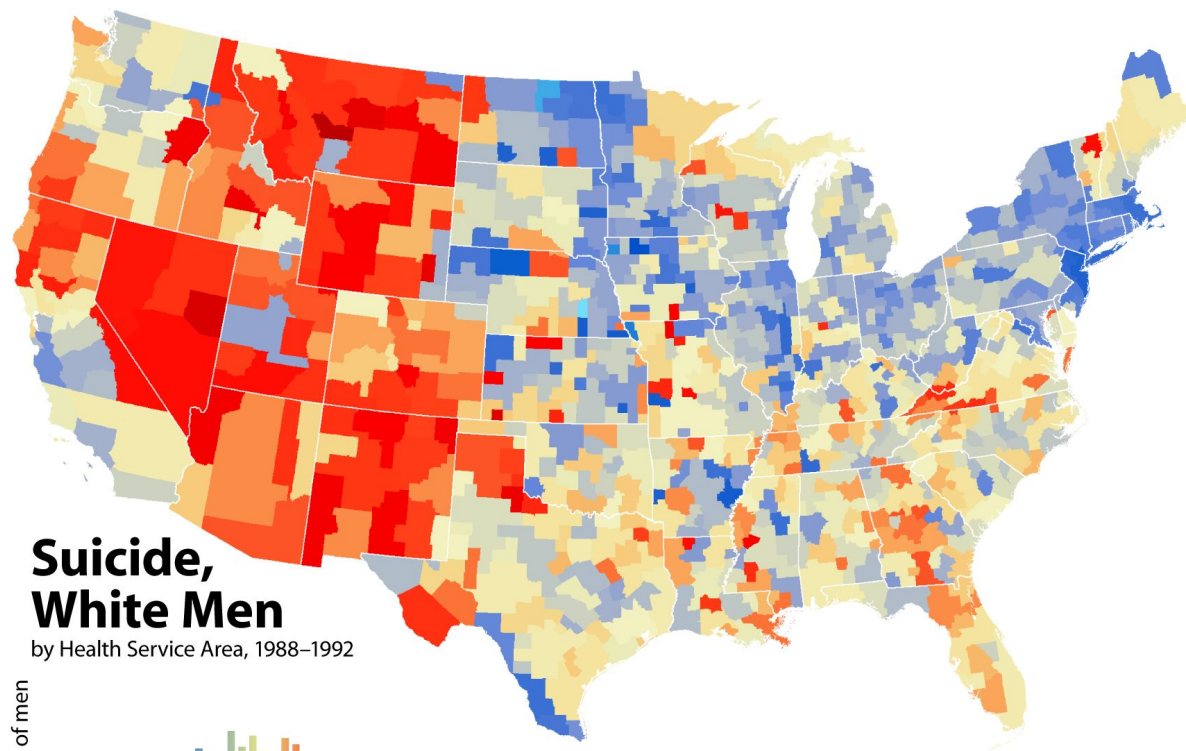 Suicide,
White Men
by Health Service Area, 1988–1992
of men